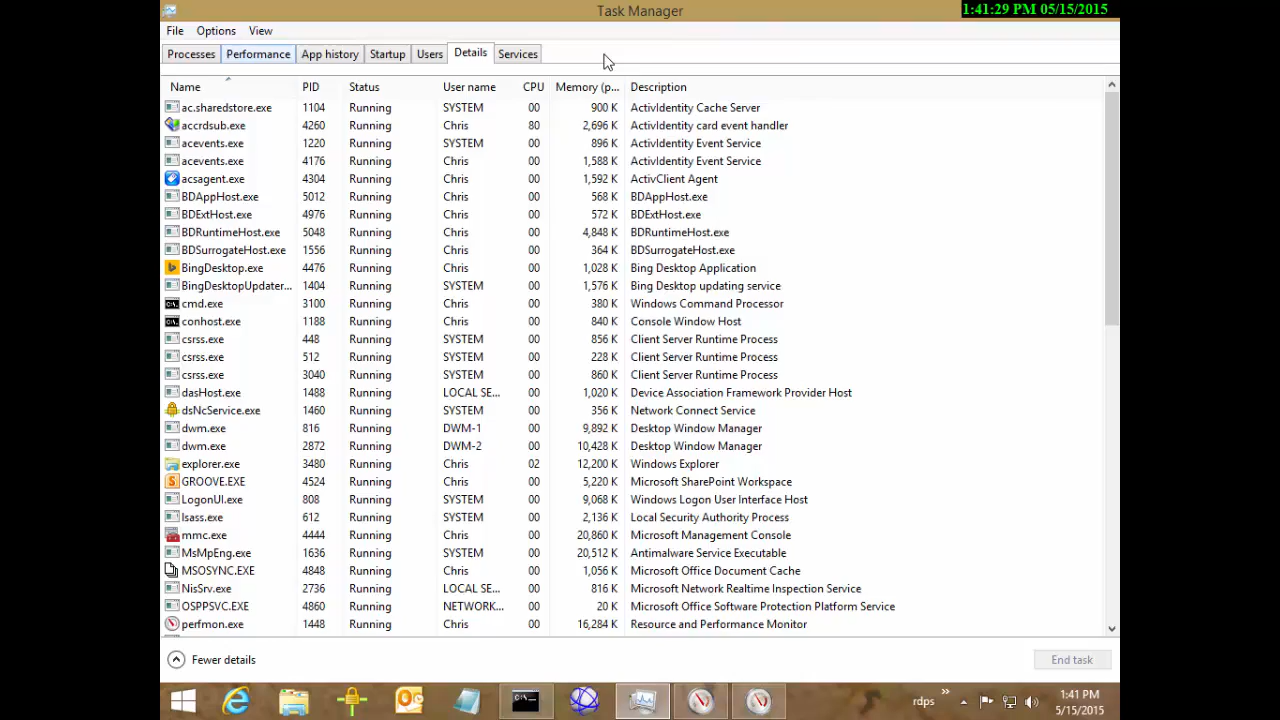 Task Manager
1:41:29 PM 05/15/2015
File Options View
Processes Performance App history Startup Users Details Services
Name PID Status User name CPU Memory (p... Description
ac.sharedstore.exe 1104 Running SYSTEM 00 900 K ActivIdentity Cache Server
accrdsub.exe 4260 Running Chris 80 2,696 K ActivIdentity card event handler
acevents.exe 1220 Running SYSTEM 00 896 K ActivIdentity Event Service
acevents.exe 4176 Running Chris 00 1,588 K ActivIdentity Event Service
acsagent.exe 4304 Running Chris 00 1,592 K ActivClient Agent
BDAppHost.exe 5012 Running Chris 00 568 K BDAppHost.exe
BDExtHost.exe 4976 Running Chris 00 572 K BDExtHost.exe
BDRuntimeHost.exe 5048 Running Chris 00 4,848 K BDRuntimeHost.exe
BDSurrogateHost.exe 1556 Running Chris 00 364 K BDSurrogateHost.exe
BingDesktop.exe 4476 Running Chris 00 1,028 K Bing Desktop Application
BingDesktopUpdater... 1404 Running SYSTEM 00 1,576 K Bing Desktop updating service
cmd.exe 3100 Running Chris 00 380 K Windows Command Processor
conhost.exe 1188 Running Chris 00 840 K Console Window Host
csrss.exe 448 Running SYSTEM 00 856 K Client Server Runtime Process
csrss.exe 512 Running SYSTEM 00 228 K Client Server Runtime Process
csrss.exe 3040 Running SYSTEM 00 60 K Client Server Runtime Process
dasHost.exe 1488 Running LOCAL SE... 00 1,020 K Device Association Framework Provider Host
dsNcService.exe 1460 Running SYSTEM 00 356 K Network Connect Service
dwm.exe 816 Running DWM-1 00 9,892 K Desktop Window Manager
dwm.exe 2872 Running DWM-2 00 10,428 K Desktop Window Manager
explorer.exe 3480 Running Chris 02 12,200 K Windows Explorer
GROOVE.EXE 4524 Running Chris 00 5,220 K Microsoft SharePoint Workspace
LogonUI.exe 808 Running SYSTEM 00 9,068 K Windows Logon User Interface Host
lsass.exe 612 Running SYSTEM 00 2,136 K Local Security Authority Process
mmc.exe 4444 Running Chris 00 20,860 K Microsoft Management Console
MsMpEng.exe 1636 Running SYSTEM 00 20,512 K Antimalware Service Executable
MSOSYNC.EXE 4848 Running Chris 00 1,056 K Microsoft Office Document Cache
NisSrv.exe 2736 Running LOCAL SE... 00 816 K Microsoft Network Realtime Inspection Service
OSPPSVC.EXE 4860 Running NETWORK... 00 20 K Microsoft Office Software Protection Platform Service
perfmon.exe 1448 Running Chris 00 16,284 K Resource and Performance Monitor
Fewer details End task
rdps » 1:41 PM
5/15/2015